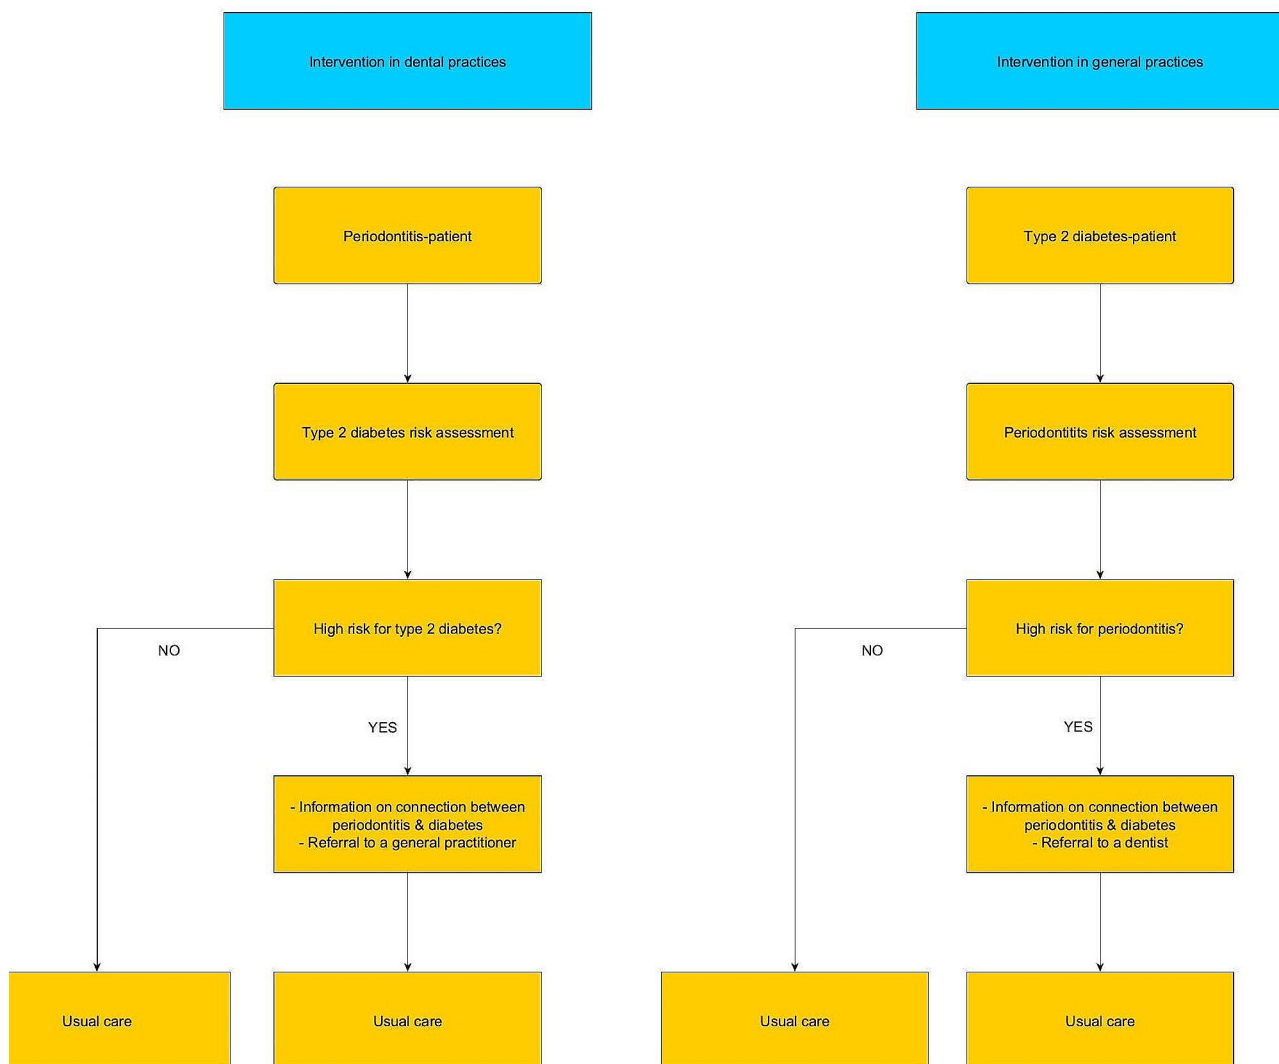 Intervention in dental practices
Intervention in general practices
Periodontitis-patient
Type 2 diabetes-patient
Type 2 diabetes risk assessment
Periodontitits risk assessment
High risk for type 2 diabetes?
High risk for periodontitis?
NO
NO
YES
YES
- Information on connection between
periodontitis & diabetes
- Referral to a general practitioner
- Information on connection between
periodontitis & diabetes
- Referral to a dentist
Usual care
Usual care
Usual care
Usual care